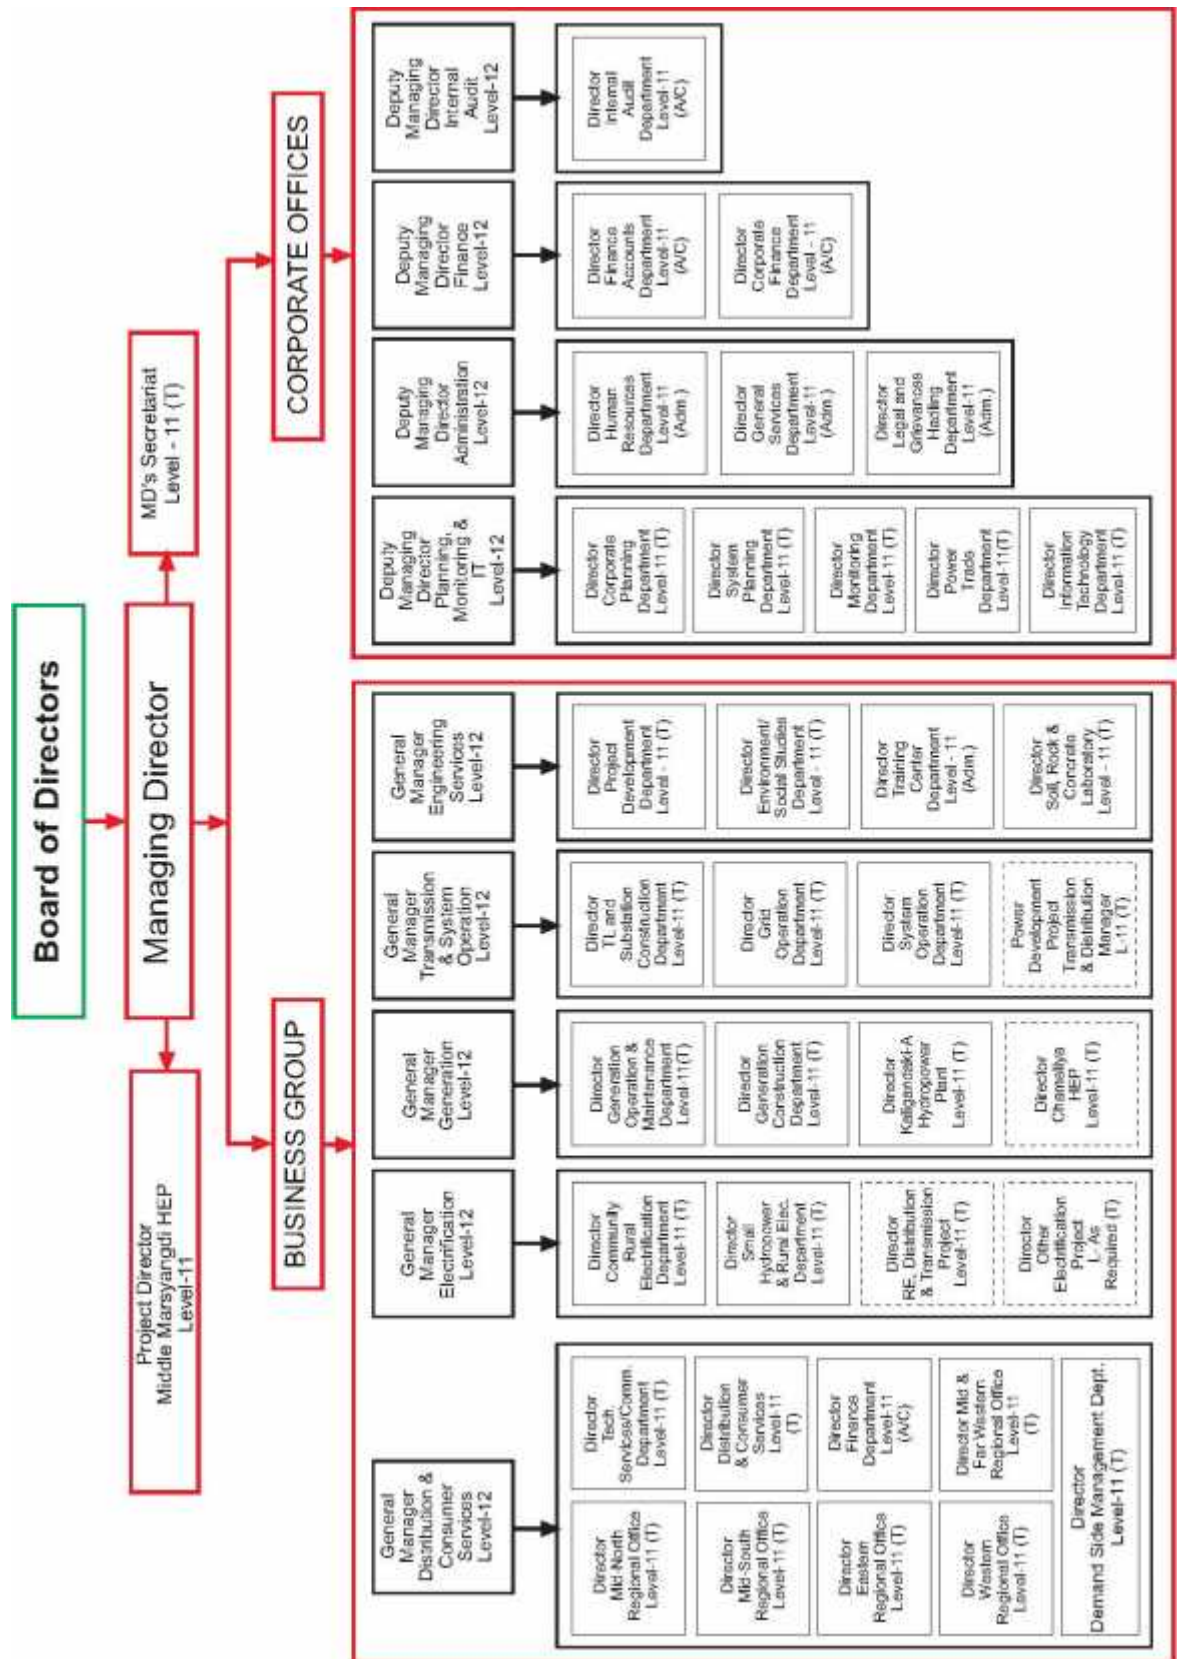 Board of Directors
Managing Director
Project Director
Middle Marsyangdi HEP
Level-11
MD's Secretariat
Level - 11 (T)
BUSINESS GROUP
CORPORATE OFFICES
General
Manager
Distribution &
Consumer
Services
Level-12
General
Manager
Electrification
Level-12
General
Manager
Generation
Level-12
General
Manager
Transmission
& System
Operation
Level-12
General
Manager
Engineering
Services
Level-12
Deputy
Managing
Director
Planning,
Monitoring &
IT
Level-12
Deputy
Managing
Director
Administration
Level-12
Deputy
Managing
Director
Finance
Level-12
Deputy
Managing
Director
Internal
Audit
Level-12
Director
Mid-North
Regional Office
Level-11 (T)
Director
Tech.
Services/Comm.
Department
Level-11 (T)
Director
Mid-South
Regional Office
Level-11 (T)
Director
Distribution
& Consumer
Services
Level-11
(T)
Director
Eastern
Regional Office
Level-11 (T)
Director
Finance
Department
Level-11
(A/C)
Director
Western
Regional Office
Level-11 (T)
Director Mid &
Far Western
Regional Office
Level-11
(T)
Director
Demand Side Management Dept.
Level-11 (T)
Director
Community
Rural
Electrification
Department
Level-11 (T)
Director
Small
Hydropower
& Rural Elec.
Department
Level-11 (T)
Director
RE, Distribution
& Transmission
Project
Level-11 (T)
Director
Other
Electrification
Project
L- As
Required (T)
Director
Generation
Operation &
Maintenance
Department
Level-11(T)
Director
Generation
Construction
Department
Level-11 (T)
Director
Kaligandaki-A
Hydropower
Plant
Level-11 (T)
Director
Chameliya
HEP
Level-11 (T)
Director
TL and
Substation
Construction
Department
Level-11 (T)
Director
Grid
Operation
Department
Level-11 (T)
Director
System
Operation
Department
Level-11 (T)
Power
Development
Project
Transmission
& Distribution
Manager
L-11 (T)
Director
Project
Development
Department
Level - 11 (T)
Director
Environment/
Social Studies
Department
Level - 11 (T)
Director
Training
Center
Department
Level - 11
(Adm.)
Director
Soil, Rock &
Concrete
Laboratory
Level - 11 (T)
Director
Corporate
Planning
Department
Level-11 (T)
Director
System
Planning
Department
Level-11 (T)
Director
Monitoring
Department
Level-11 (T)
Director
Power
Trade
Department
Level-11(T)
Director
Information
Technology
Department
Level-11 (T)
Director
Human
Resources
Department
Level-11
(Adm.)
Director
General
Services
Department
Level - 11
(Adm.)
Director
Legal and
Grievances
Hadling
Department
Level-11
(Adm.)
Director
Finance
Accounts
Department
Level-11
(A/C)
Director
Corporate
Finance
Department
Level - 11
(A/C)
Director
Internal
Audit
Department
Level-11
(A/C)